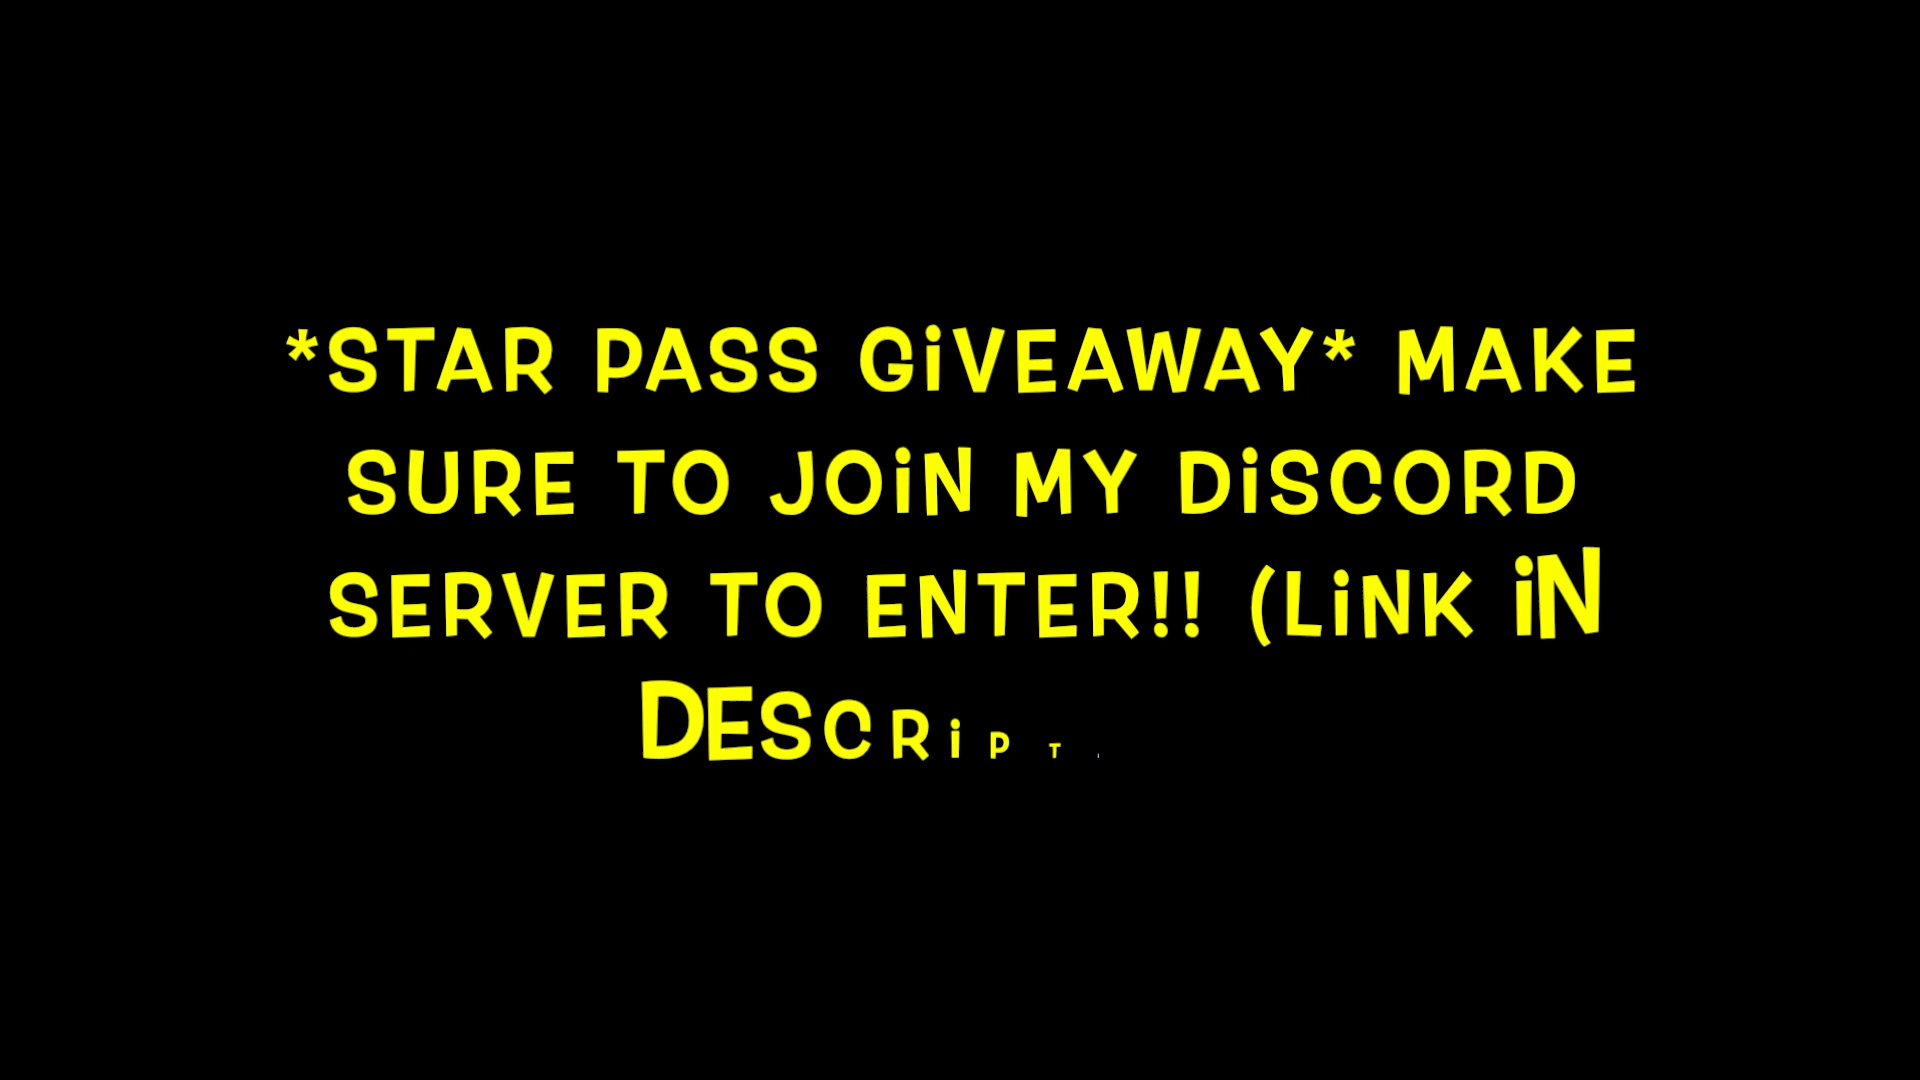 *STAR PASS GiVEAWAY* MAKE
SURE TO JOiN MY DiSCORD
SERVER TO ENTER!! (LiNK iN
DESCRiPT